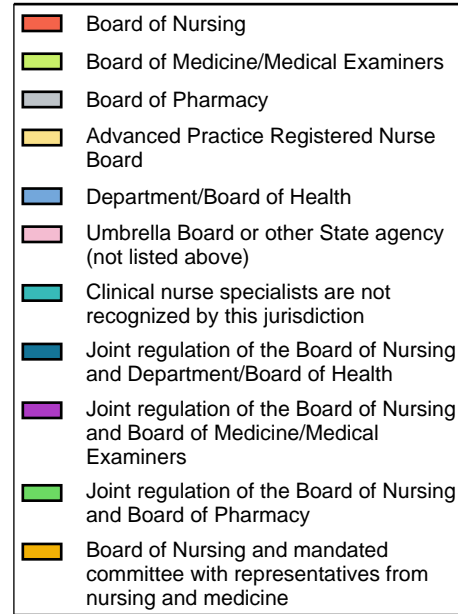 Board of Nursing
Board of Medicine/Medical Examiners
Board of Pharmacy
Advanced Practice Registered Nurse
Board
Department/Board of Health
Umbrella Board or other State agency
(not listed above)
Clinical nurse specialists are not
recognized by this jurisdiction
Joint regulation of the Board of Nursing
and Department/Board of Health
Joint regulation of the Board of Nursing
and Board of Medicine/Medical
Examiners
Joint regulation of the Board of Nursing
and Board of Pharmacy
Board of Nursing and mandated
committee with representatives from
nursing and medicine